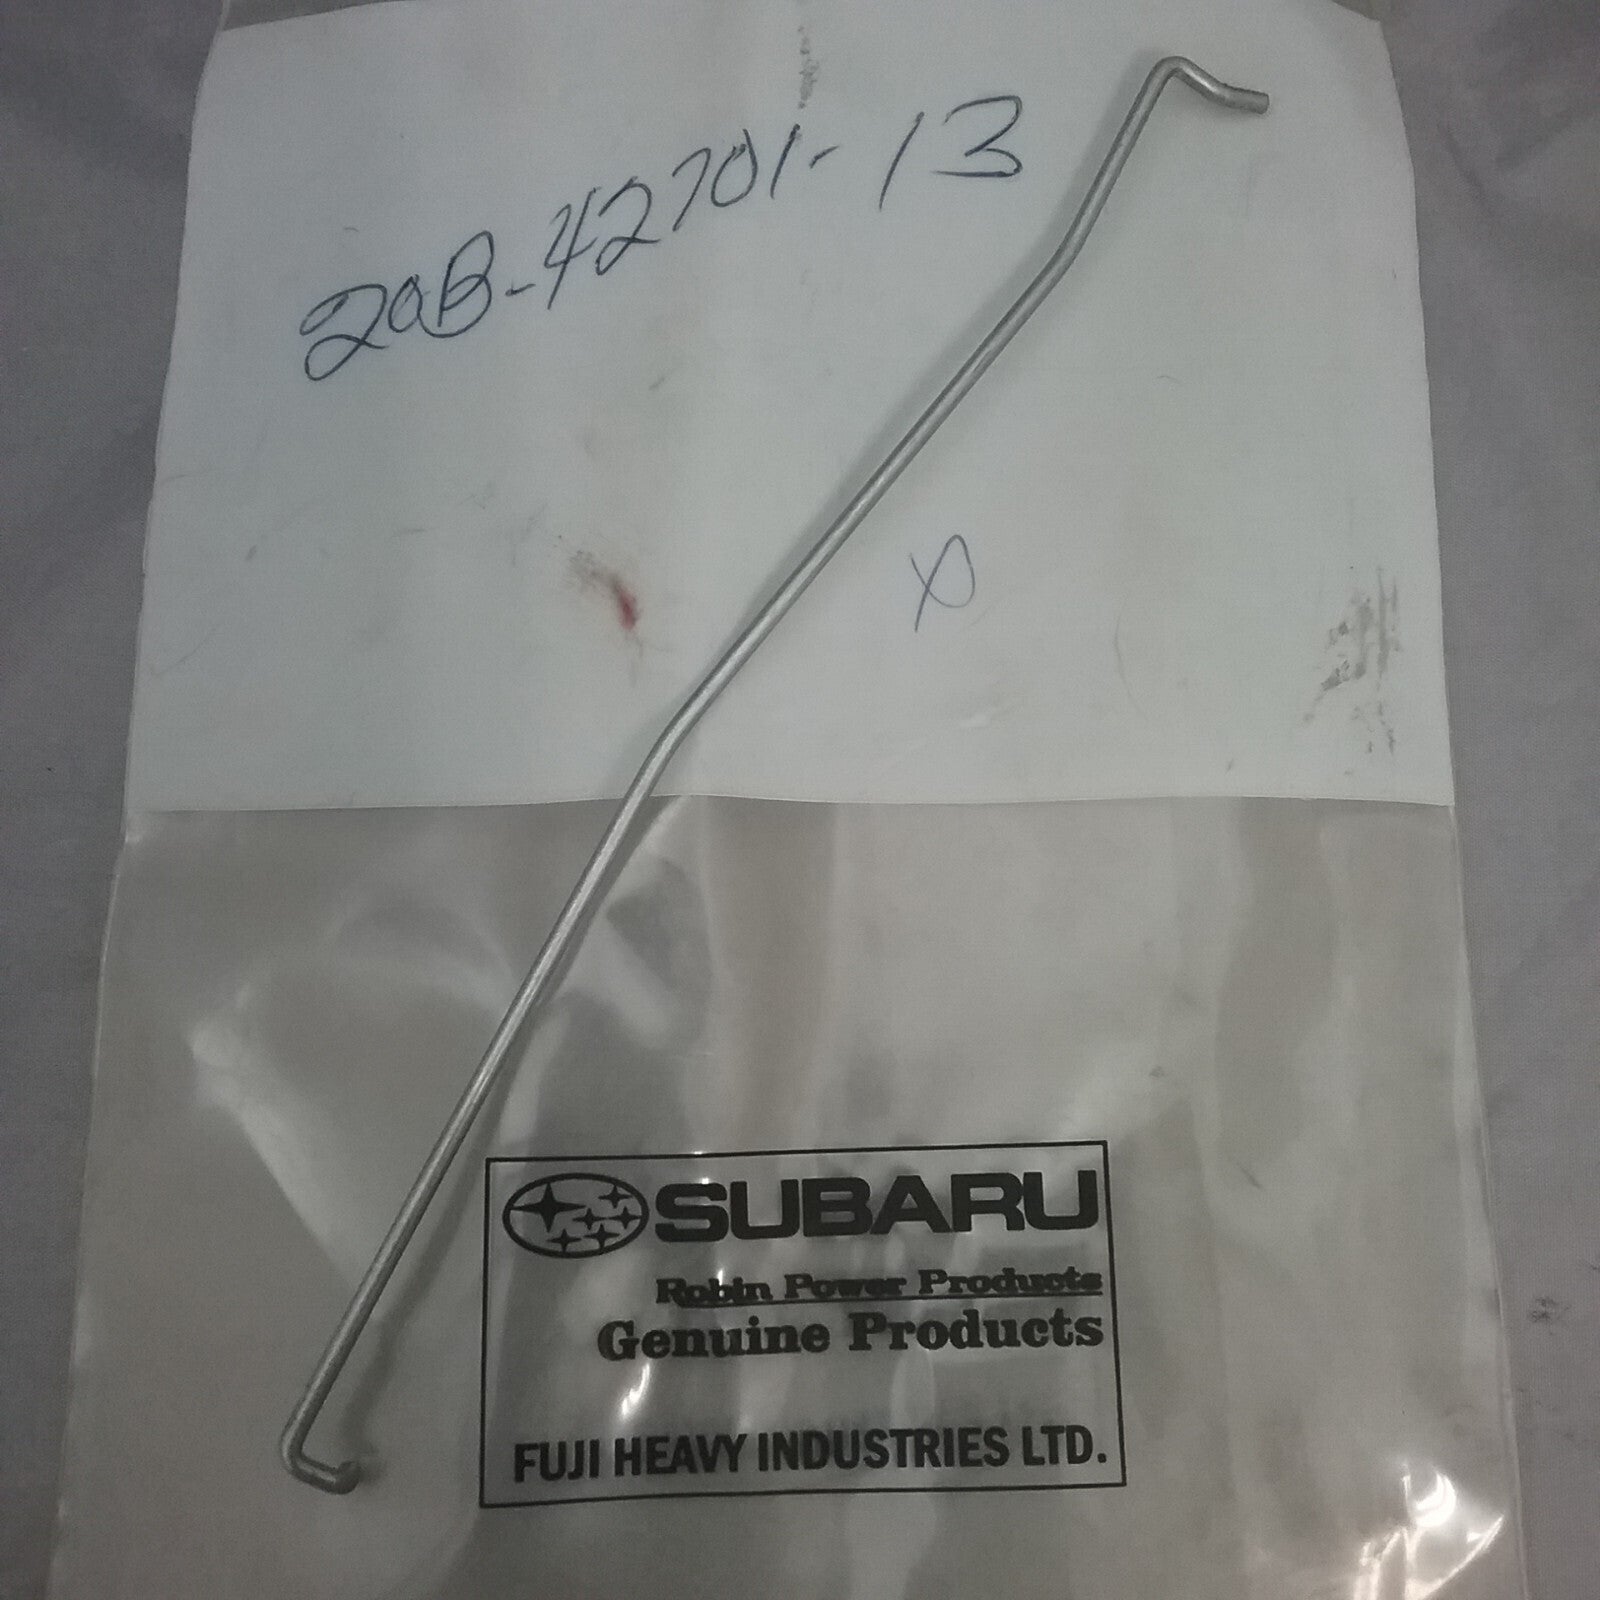 20B-42701-13
SUBARU
Robin Power Products
Genuine Products
FUJI HEAVY INDUSTRIES LTD.